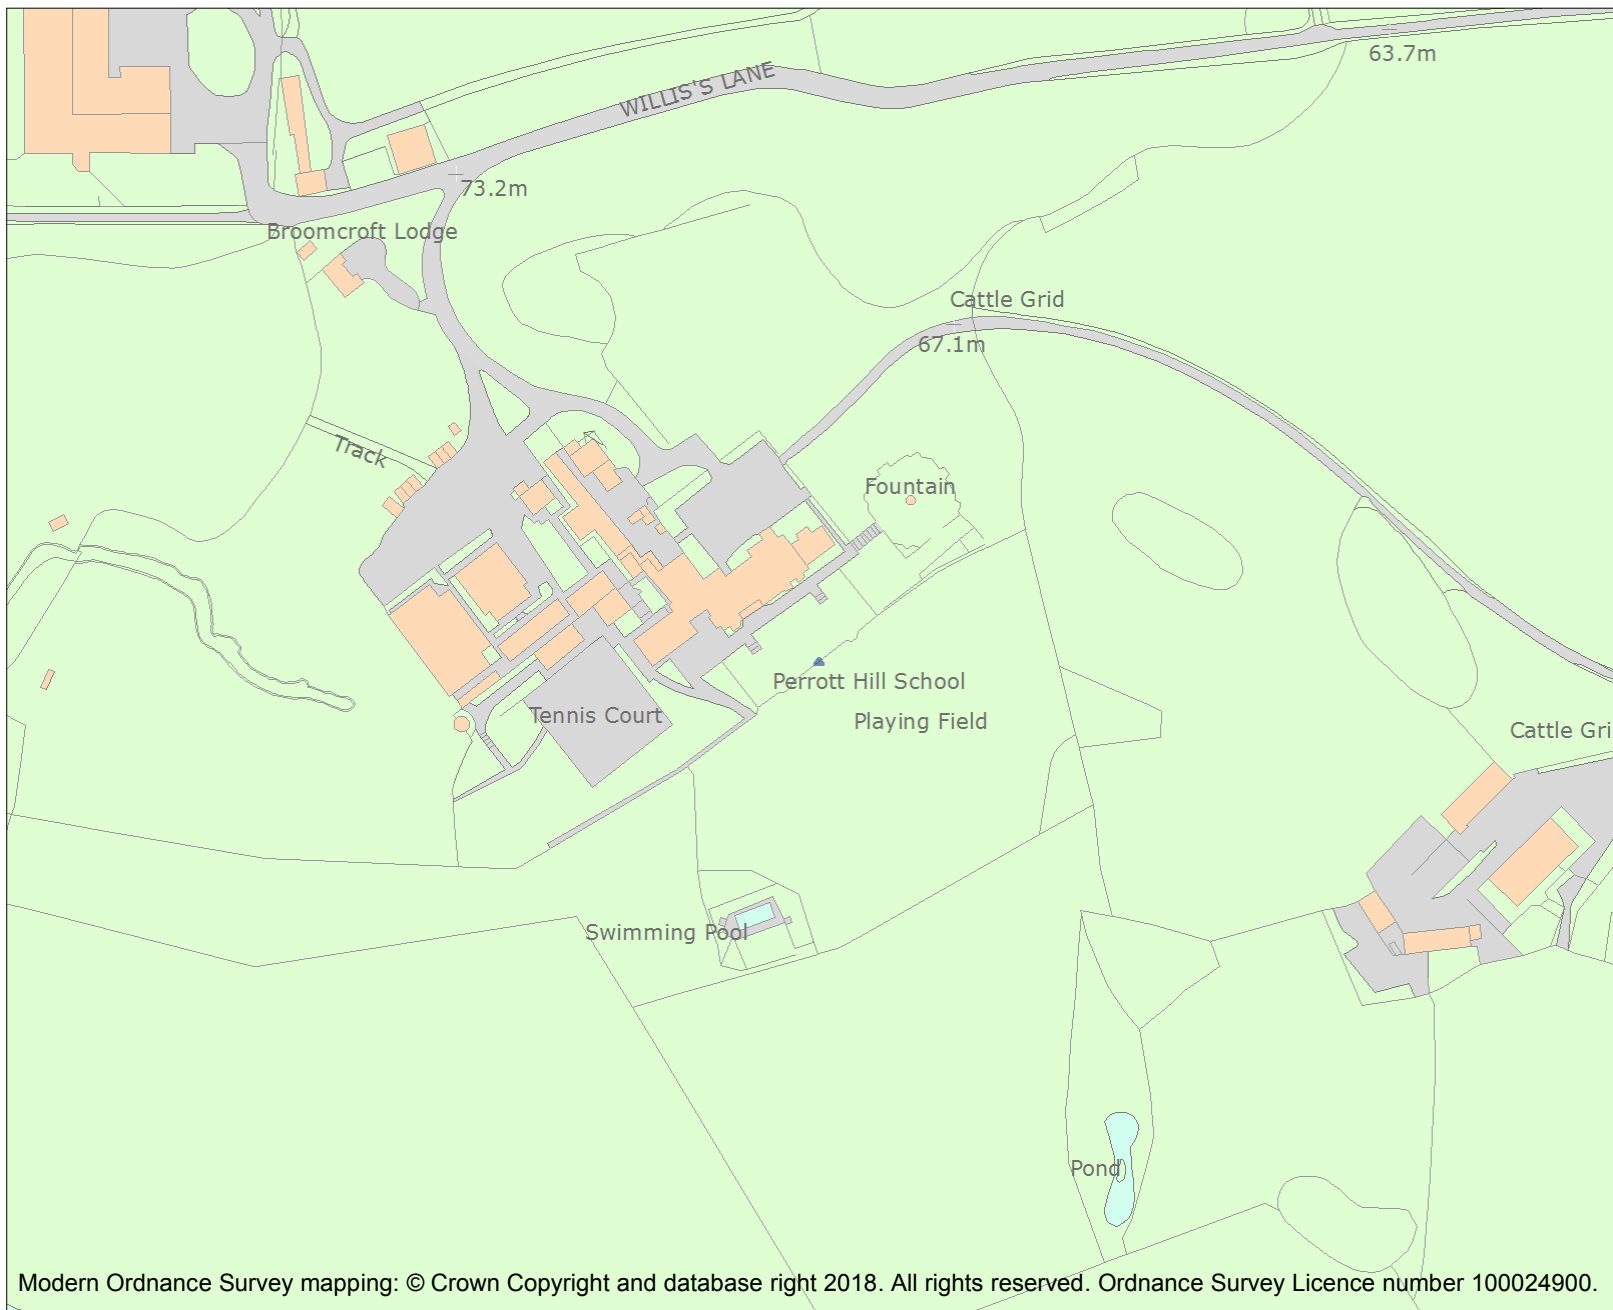 63.7m
WILLIS'S LANE
73.2m
Broomcroft Lodge
Cattle Grid
67.1m
Track
Fountain
Perrott Hill School
Tennis Court
Playing Field
Cattle Gri
Swimming Pool
Pond
Modern Ordnance Survey mapping: © Crown Copyright and database right 2018. All rights reserved. Ordnance Survey Licence number 100024900.